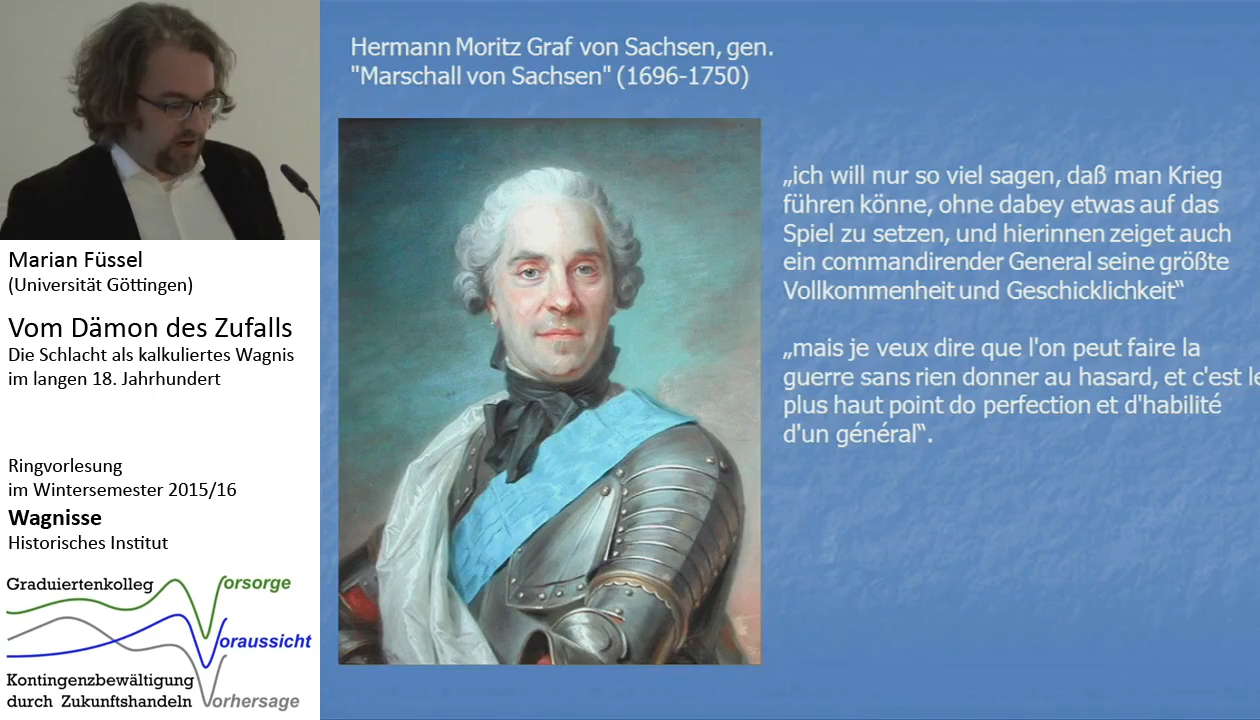 Marian Füssel
(Universität Göttingen)
Vom Dämon des Zufalls
Die Schlacht als kalkuliertes Wagnis
im langen 18. Jahrhundert
Ringvorlesung
im Wintersemester 2015/16
Wagnisse
Historisches Institut
Graduiertenkolleg
Vorsorge
Voraussicht
Kontingenzbewältigung
durch Zukunftshandeln
Vorhersage
Hermann Moritz Graf von Sachsen, gen.
"Marschall von Sachsen" (1696-1750)
„ich will nur so viel sagen, daß man Krieg
führen könne, ohne dabey etwas auf das
Spiel zu setzen, und hierinnen zeiget auch
ein commandirender General seine größte
Vollkommenheit und Geschicklichkeit“
„mais je veux dire que l'on peut faire la
guerre sans rien donner au hasard, et c'est le
plus haut point do perfection et d'habilité
d'un général“.